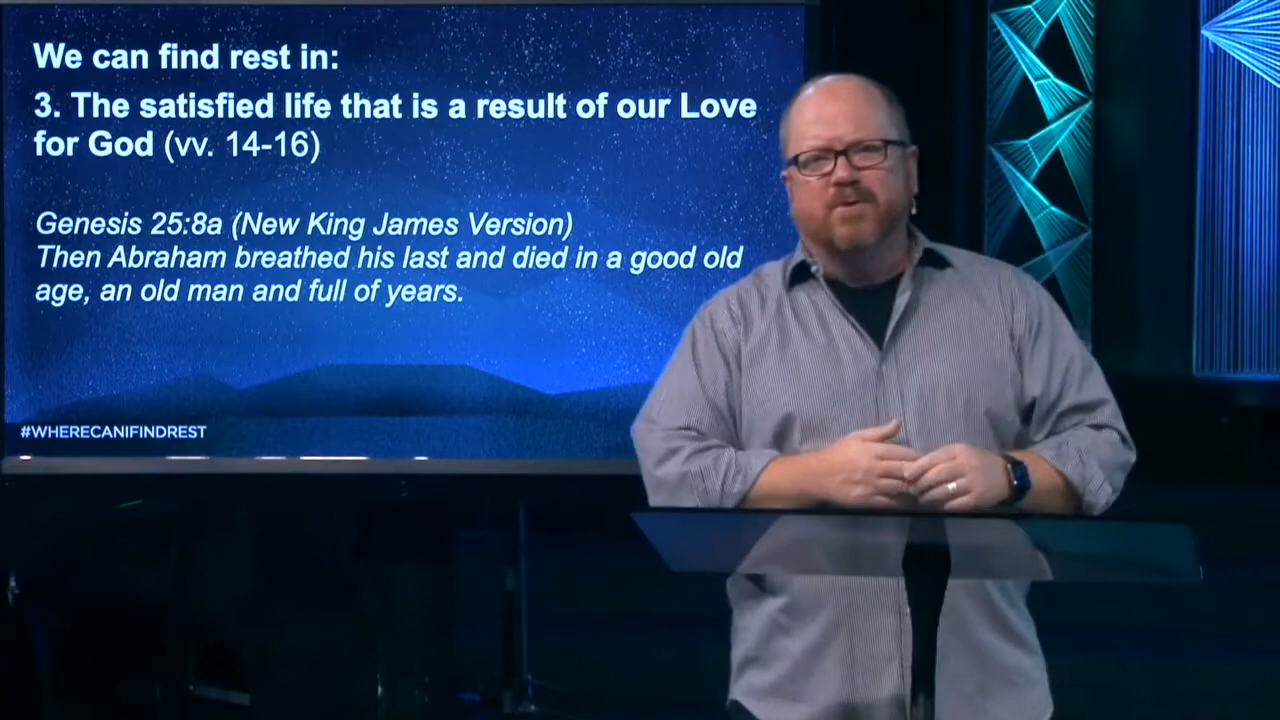 We can find rest in:
3. The satisfied life that is a result of our Love
for God (vv. 14-16)
Genesis 25:8a (New King James Version)
Then Abraham breathed his last and died in a good old
age, an old man and full of years.
#WHERECANIFINDREST